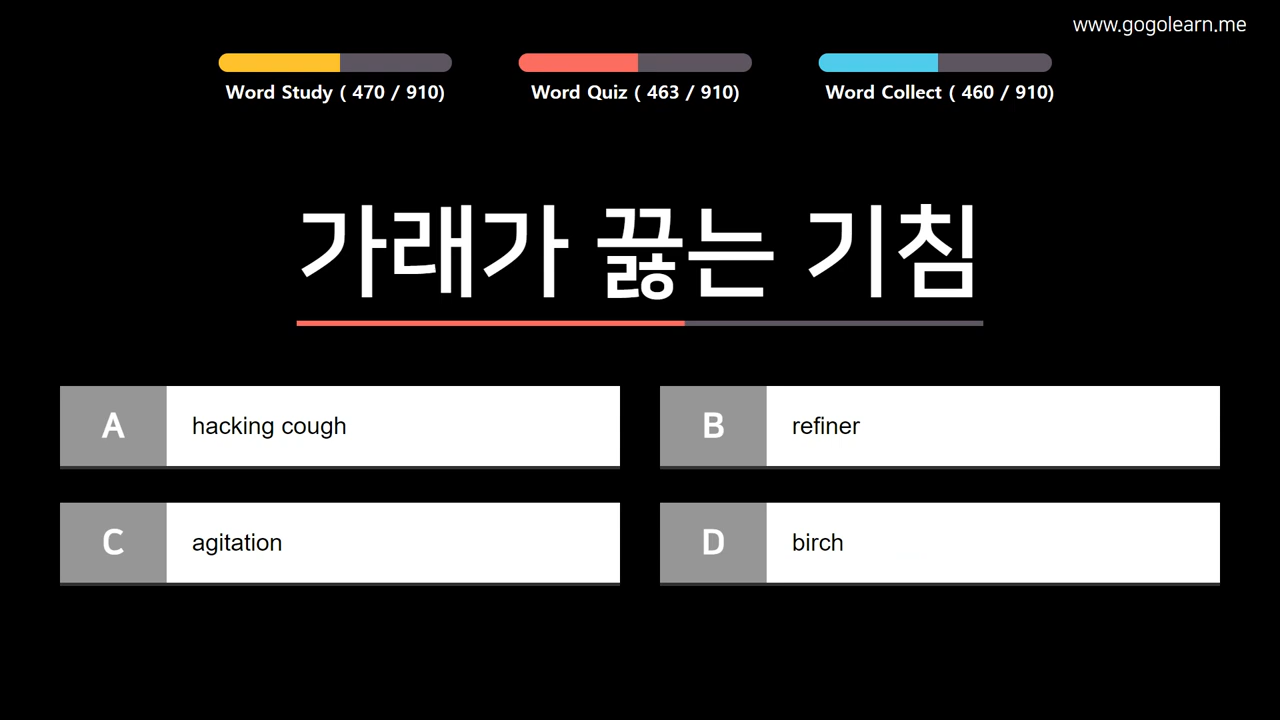 www.gogolearn.me
Word Study ( 470 / 910)
Word Quiz ( 463 / 910)
Word Collect ( 460 / 910)
가래가 끓는 기침
A hacking cough
B refiner
C agitation
D birch